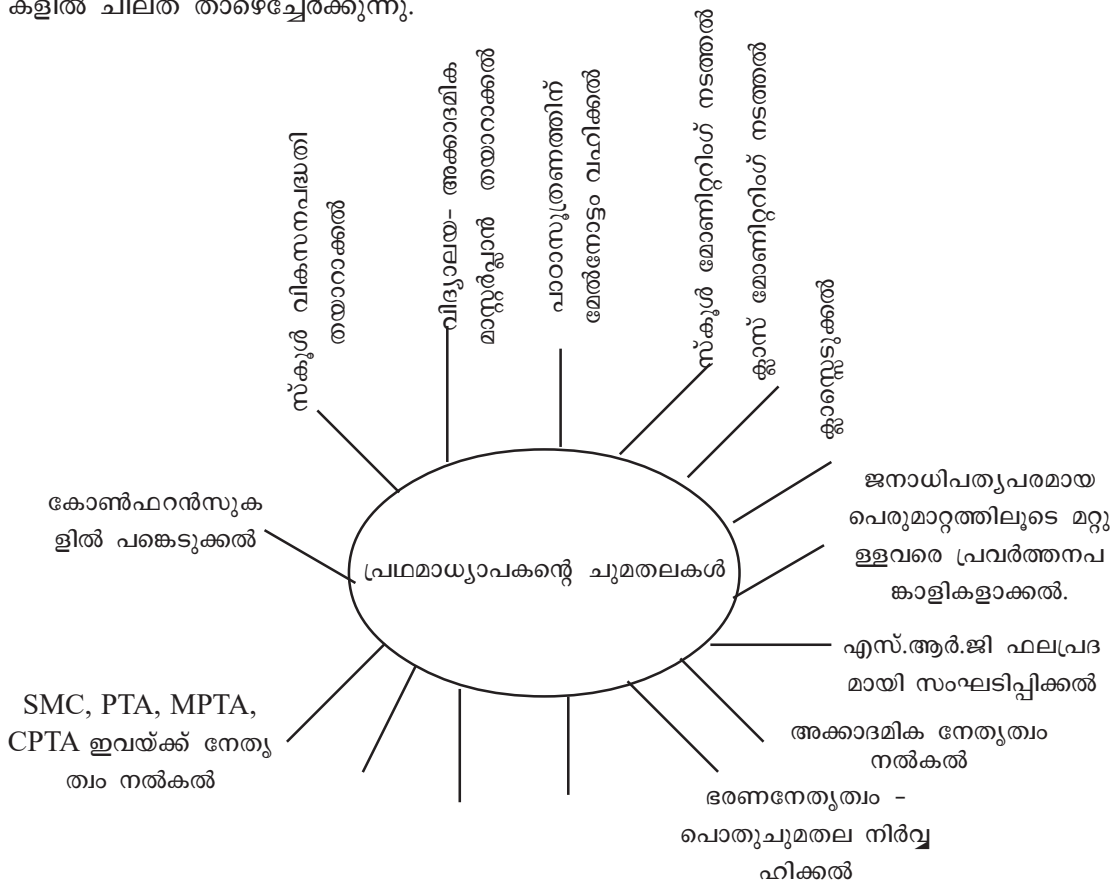 കളിൽ ചിലത് താഴെച്ചേർക്കുന്നു.
സ്കൂൾ വികസനപദ്ധതി
തയാറാക്കൽ
വിദ്യാലയ- അക്കാദമിക
മാസ്റ്റർപ്ലാൻ തയാറാക്കൽ
പാഠാസൂത്രണത്തിന്
മേൽനോട്ടം വഹിക്കൽ
സ്കൂൾ മോണിറ്ററിംഗ് നടത്തൽ
ക്ലാസ് മോണിറ്ററിംഗ് നടത്തൽ
ക്ലാസ്സെടുക്കൽ
ജനാധിപത്യപരമായ
പെരുമാറ്റത്തിലൂടെ മറ്റു
ള്ളവരെ പ്രവർത്തനപ
ങ്കാളികളാക്കൽ.
കോൺഫറൻസുക
ളിൽ പങ്കെടുക്കൽ
പ്രഥമാധ്യാപകന്റെ ചുമതലകൾ
എസ്.ആർ.ജി ഫലപ്രദ
മായി സംഘടിപ്പിക്കൽ
SMC, PTA, MPTA,
CPTA ഇവയ്ക്ക് നേതൃ
ത്വം നൽകൽ
അക്കാദമിക നേതൃത്വം
നൽകൽ
ഭരണനേതൃത്വം -
പൊതുചുമതല നിർവ്വ
ഹിക്കൽ